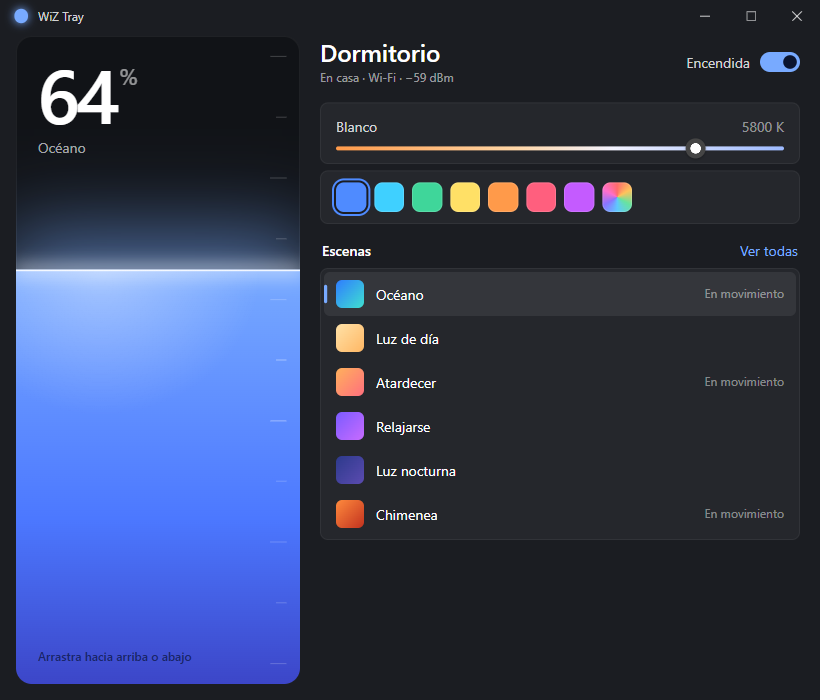 WiZ Tray
64%
Océano
Arrastra hacia arriba o abajo
Dormitorio
En casa · Wi-Fi · −59 dBm
Encendida
Blanco 5800 K
Escenas Ver todas
Océano En movimiento
Luz de día
Atardecer En movimiento
Relajarse
Luz nocturna
Chimenea En movimiento